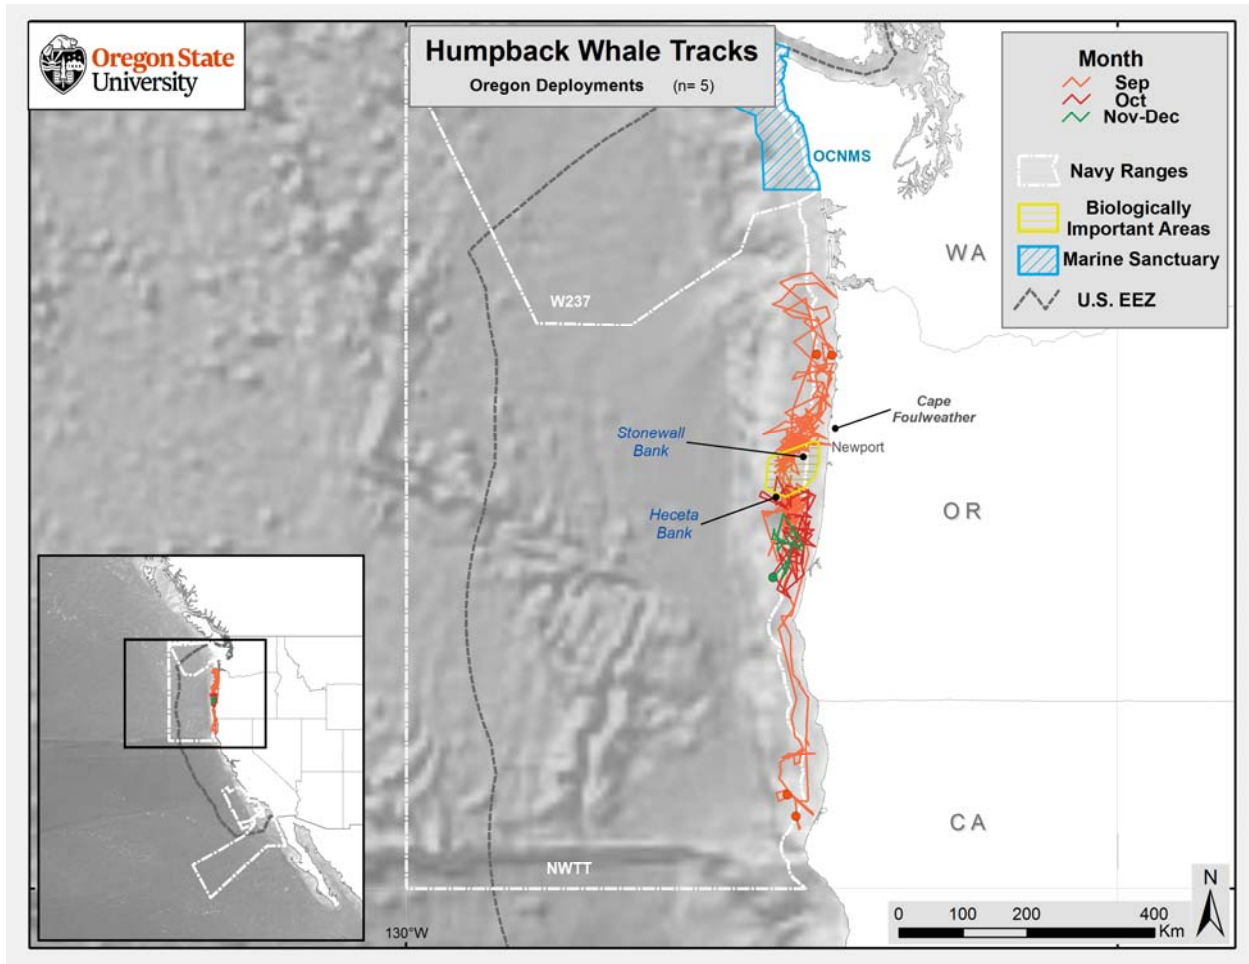 Oregon State
University
Humpback Whale Tracks
Oregon Deployments (n= 5)
Month
Sep
Oct
Nov-Dec
Navy Ranges
Biologically
Important Areas
Marine Sanctuary
U.S. EEZ
OCNMS
WA
W237
Cape
Foulweather
Stonewall
Bank
Newport
Heceta
Bank
OR
CA
NWTT
N
0 100 200 400
Km
130°W